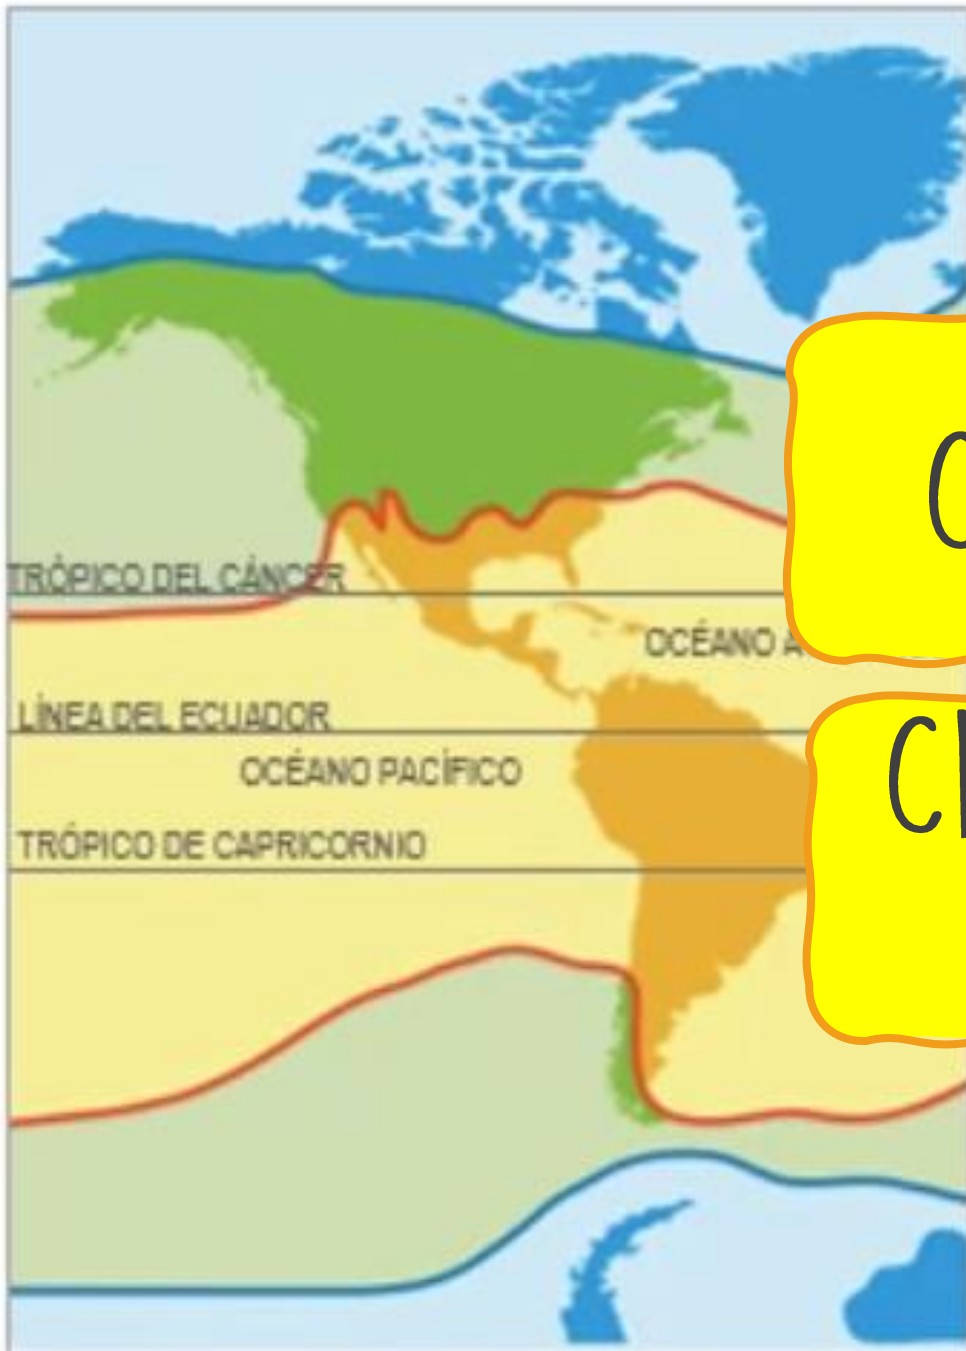 TRÓPICO DEL CÁNCER
OCÉANO A
LÍNEA DEL ECUADOR
OCÉANO PACÍFICO
TRÓPICO DE CAPRICORNIO